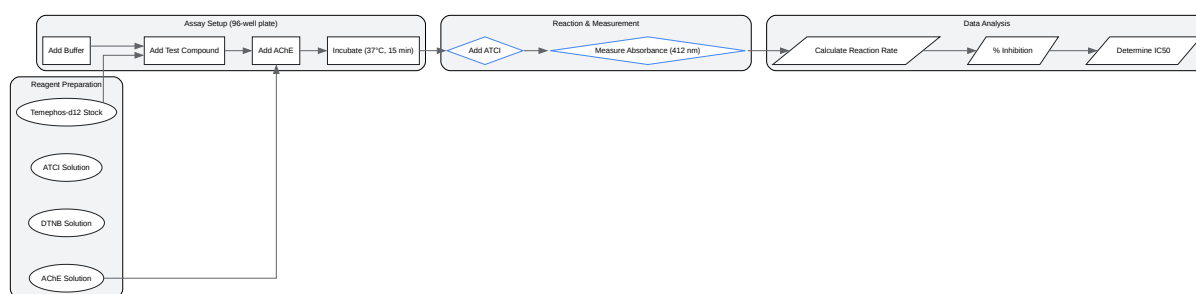 Assay Setup (96-well plate)
Add Buffer
Add Test Compound
Add AChE
Incubate (37°C, 15 min)
Reaction & Measurement
Add ATCI
Measure Absorbance (412 nm)
Data Analysis
Calculate Reaction Rate
% Inhibition
Determine IC50
Reagent Preparation
Temephos-d12 Stock
ATCI Solution
DTNB Solution
AChE Solution